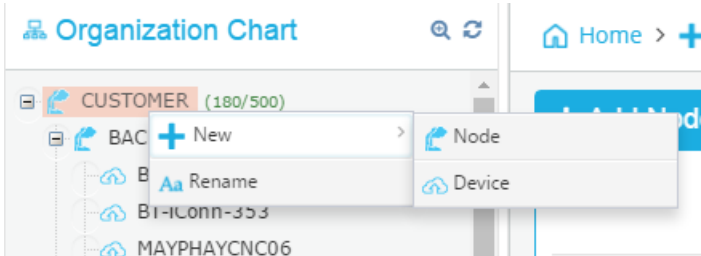 Organization Chart
Home >
CUSTOMER (180/500)
BAC
New
Node
Rename
Device
BT-iConn-353
MAYPHAYCNC06